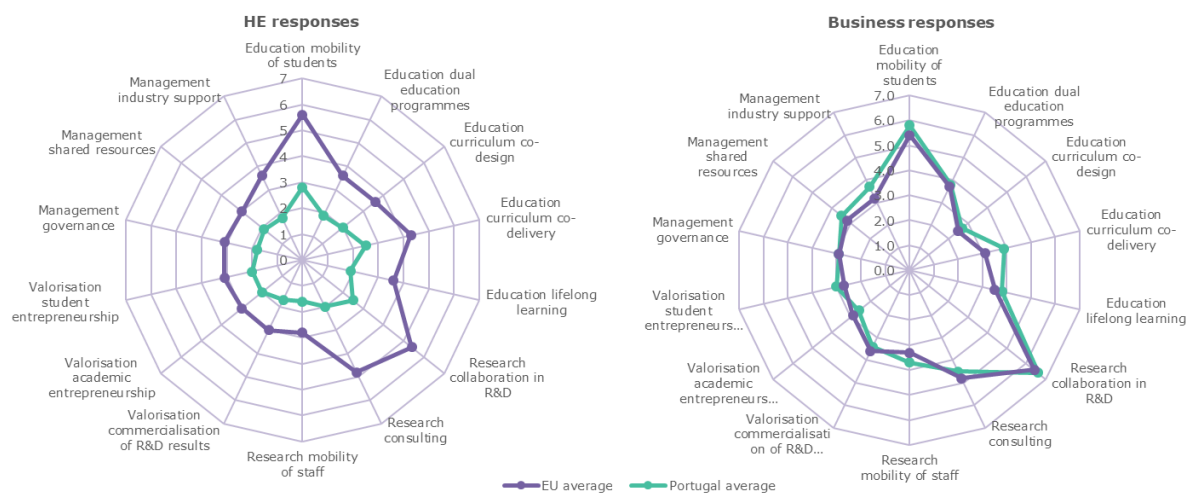 HE responses
Education mobility
of students
Education dual
education
programmes
Education
curriculum co-
design
Education
curriculum co-
delivery
Education lifelong
learning
Research
collaboration in
R&D
Research
consulting
Research mobility
of staff
Valorisation
commercialisation
of R&D results
Valorisation
academic
entrepreneurship
Valorisation
student
entrepreneurship
Management
governance
Management
shared resources
Management
industry support
7
6
5
4
3
2
1
0
Business responses
Education
mobility of
students
Education dual
education
programmes
Education
curriculum co-
design
Education
curriculum co-
delivery
Education
lifelong learning
Research
collaboration in
R&D
Research
consulting
Research
mobility of staff
Valorisation
commercialisati
on of R&D...
Valorisation
academic
entrepreneurs...
Valorisation
student
entrepreneurs...
Management
governance
Management
shared
resources
Management
industry support
7.0
6.0
5.0
4.0
3.0
2.0
1.0
0.0
EU average
Portugal average